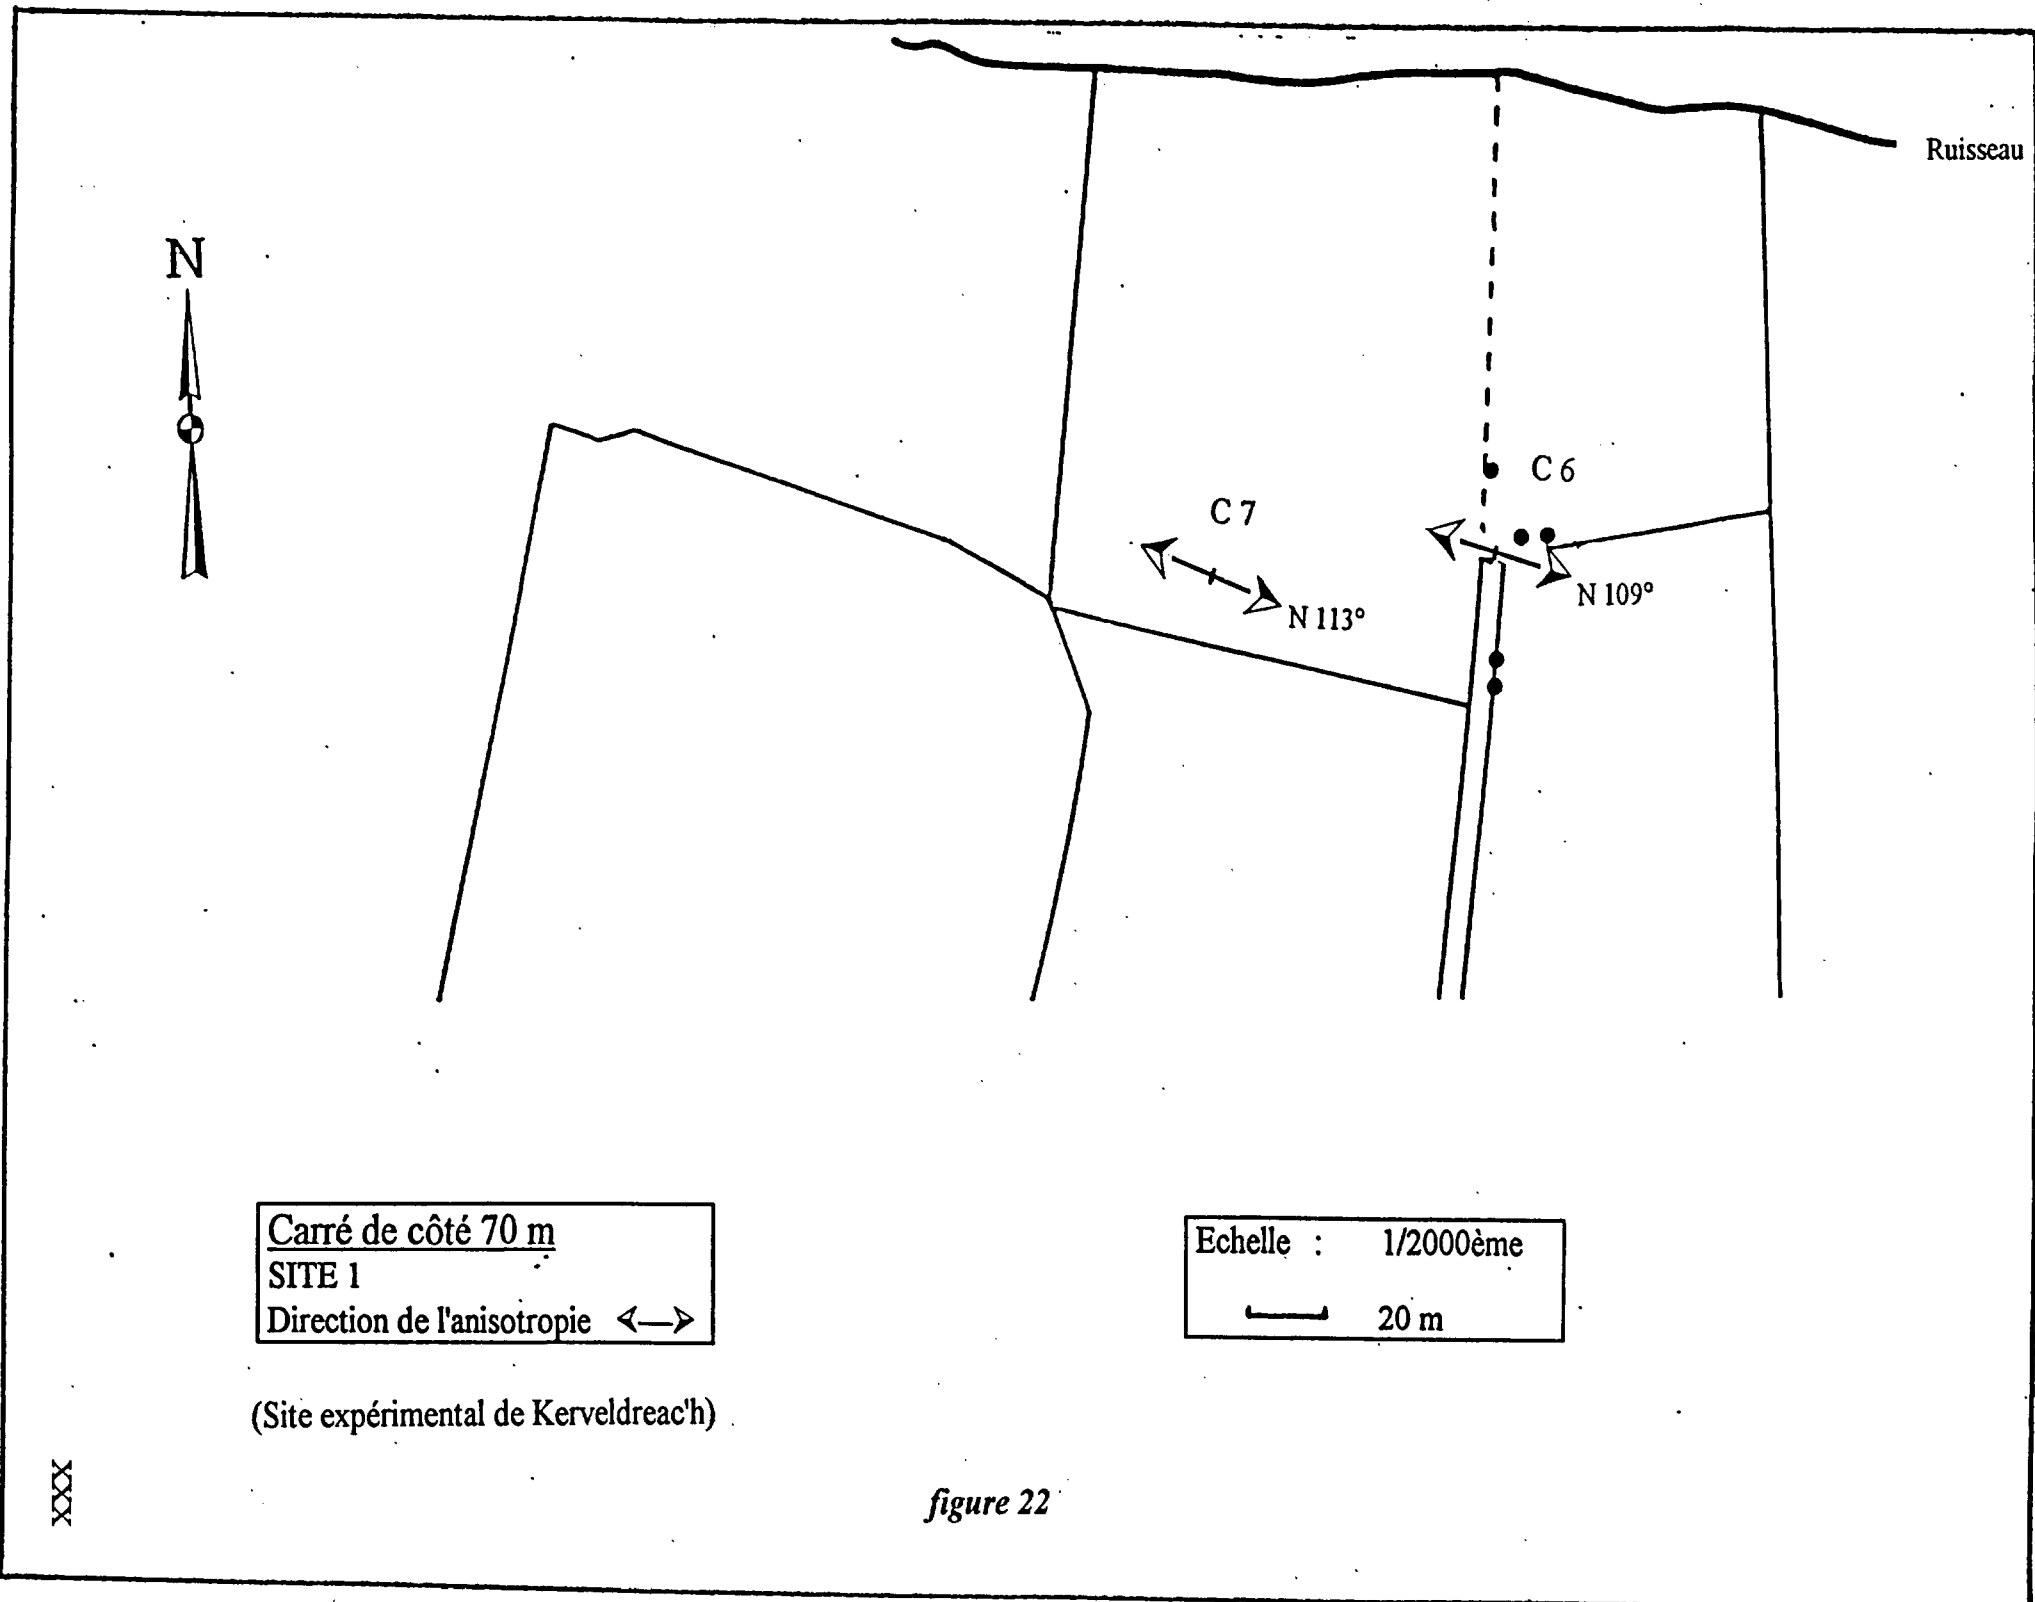 Ruisseau
N
C 6
C 7
N 109°
N 113°
Carré de côté 70 m
SITE 1
Direction de l'anisotropie
Echelle : 1/2000ème
20 m
(Site expérimental de Kerveldreac'h)
XXX
figure 22